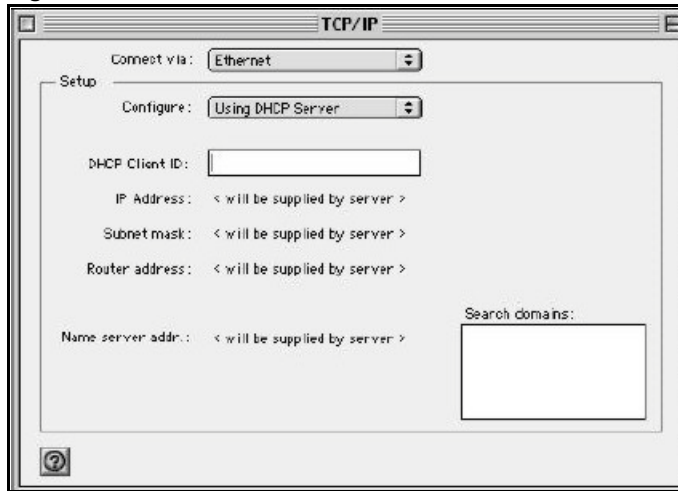 TCP/IP
Connect via: Ethernet
Setup
Configure: Using DHCP Server
DHCP Client ID:
IP Address: < will be supplied by server >
Subnet mask: < will be supplied by server >
Router address: < will be supplied by server >
Search domains:
Name server addr.: < will be supplied by server >
?